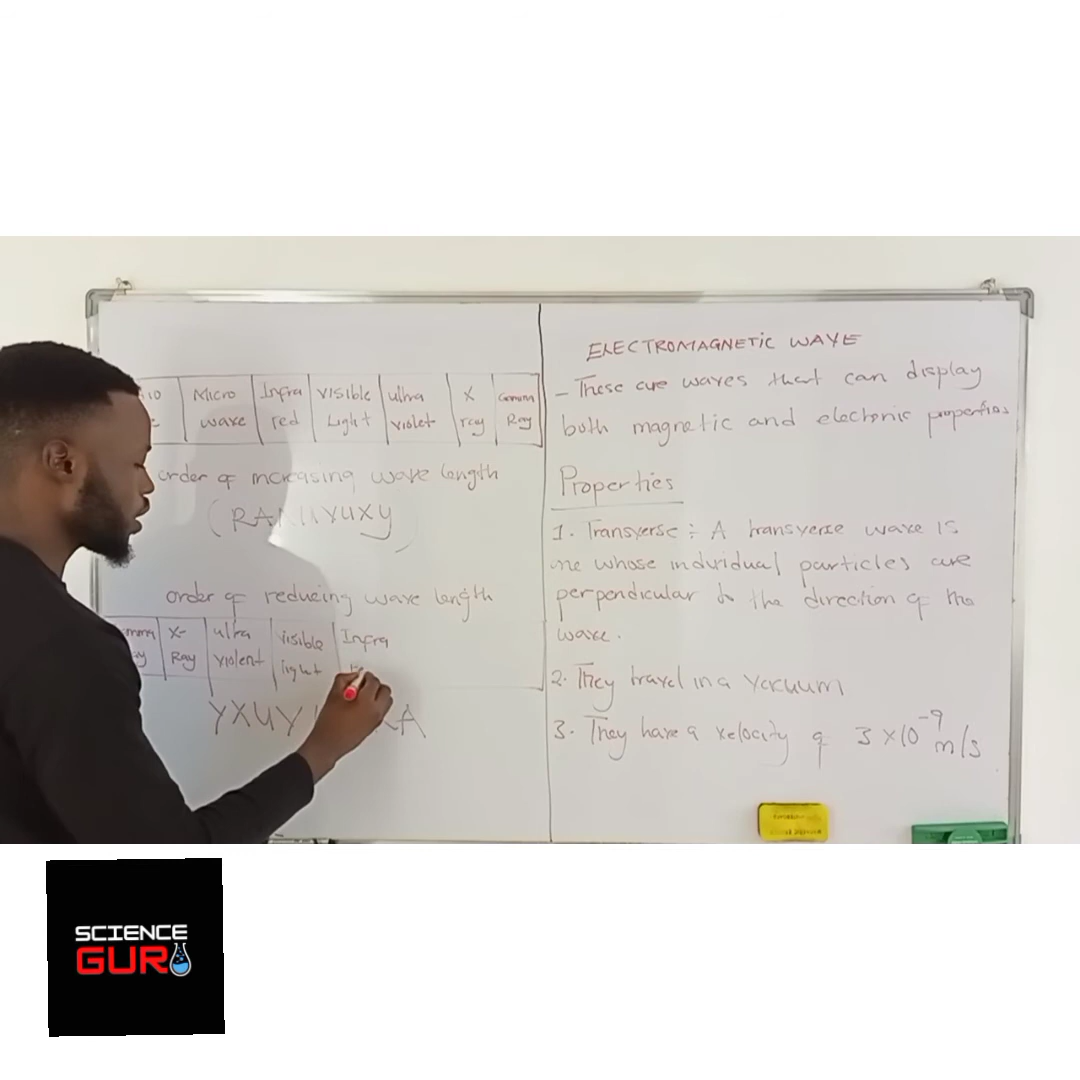 ELECTROMAGNETIC WAVE
- These are waves that can display
both magnetic and electronic properties
Properties
1. Transverse : A transverse wave is
one whose individual particles are
perpendicular to the direction of the
wave.
2. They travel in a vacuum
3. They have a velocity of 3 x 10⁻⁹ m/s
Micro wave
Infra red
visible Light
ultra violet
X ray
Gamma Ray
order of increasing wave length
order of reducing wave length
X-Ray
ultra violent
visible light
Infra
SCIENCE
GURU